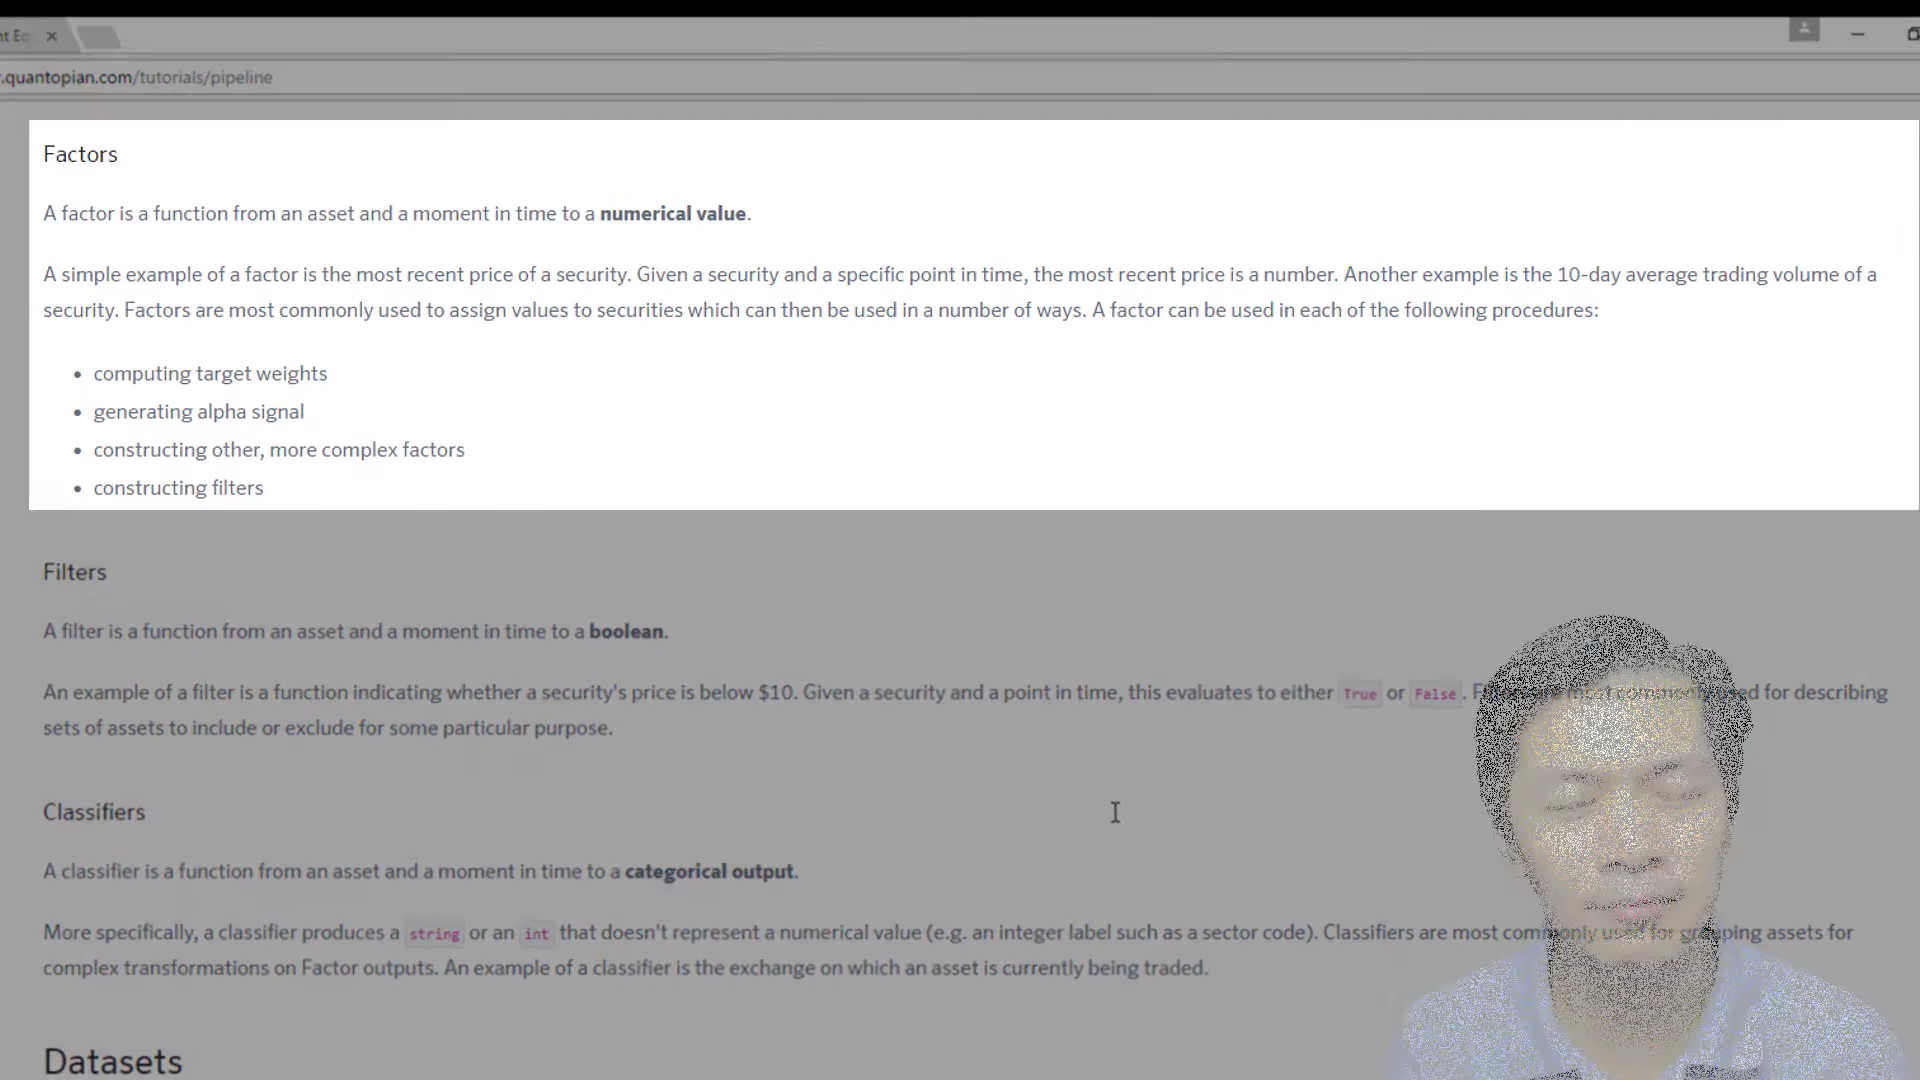 nt Eq
.quantopian.com/tutorials/pipeline
Factors
A factor is a function from an asset and a moment in time to a numerical value.
A simple example of a factor is the most recent price of a security. Given a security and a specific point in time, the most recent price is a number. Another example is the 10-day average trading volume of a
security. Factors are most commonly used to assign values to securities which can then be used in a number of ways. A factor can be used in each of the following procedures:
• computing target weights
• generating alpha signal
• constructing other, more complex factors
• constructing filters
Filters
A filter is a function from an asset and a moment in time to a boolean.
An example of a filter is a function indicating whether a security's price is below $10. Given a security and a point in time, this evaluates to either True or False. most commonly used for describing
sets of assets to include or exclude for some particular purpose.
Classifiers
A classifier is a function from an asset and a moment in time to a categorical output.
More specifically, a classifier produces a string or an int that doesn't represent a numerical value (e.g. an integer label such as a sector code). Classifiers are most commonly used for grouping assets for
complex transformations on Factor outputs. An example of a classifier is the exchange on which an asset is currently being traded.
Datasets